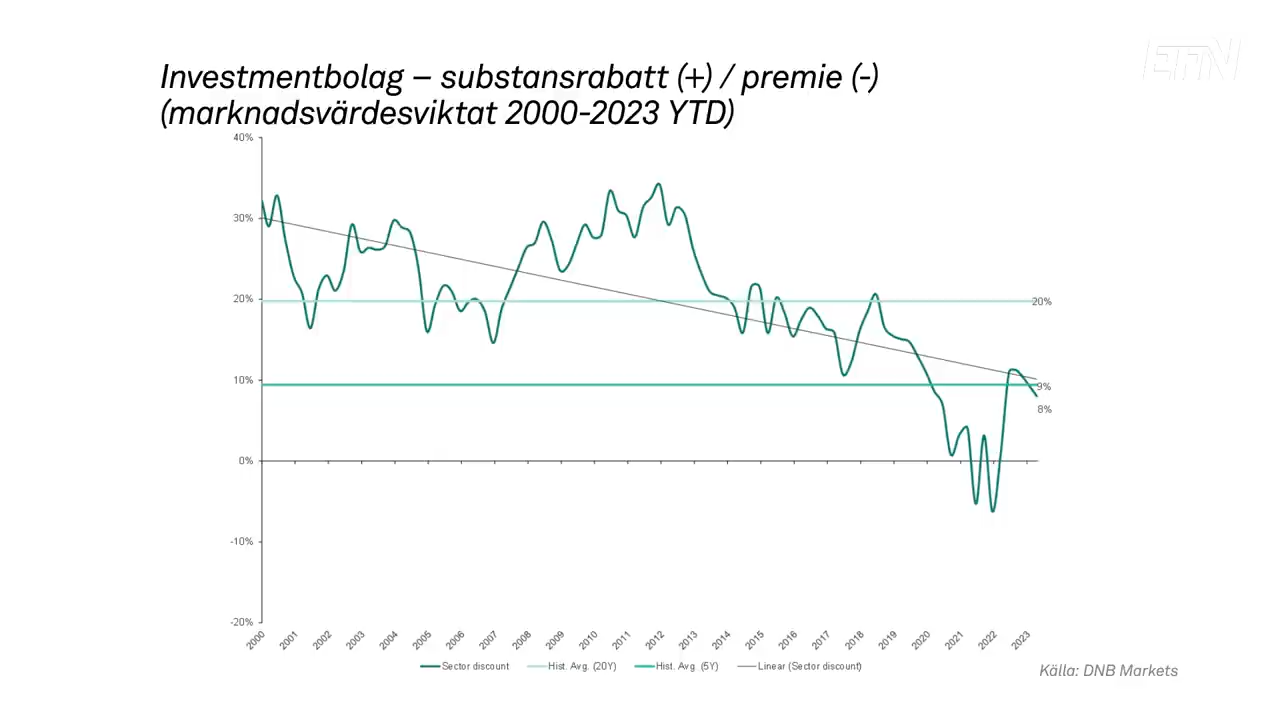 EFN
Investmentbolag – substansrabatt (+) / premie (-)
(marknadsvärdesviktat 2000-2023 YTD)
40%
30%
20%
10%
0%
-10%
-20%
20%
9%
8%
2000 2001 2002 2003 2004 2005 2006 2007 2008 2009 2010 2011 2012 2013 2014 2015 2016 2017 2018 2019 2020 2021 2022 2023
Sector discount Hist. Avg. (20Y) Hist. Avg (5Y) Linear (Sector discount)
Källa: DNB Markets